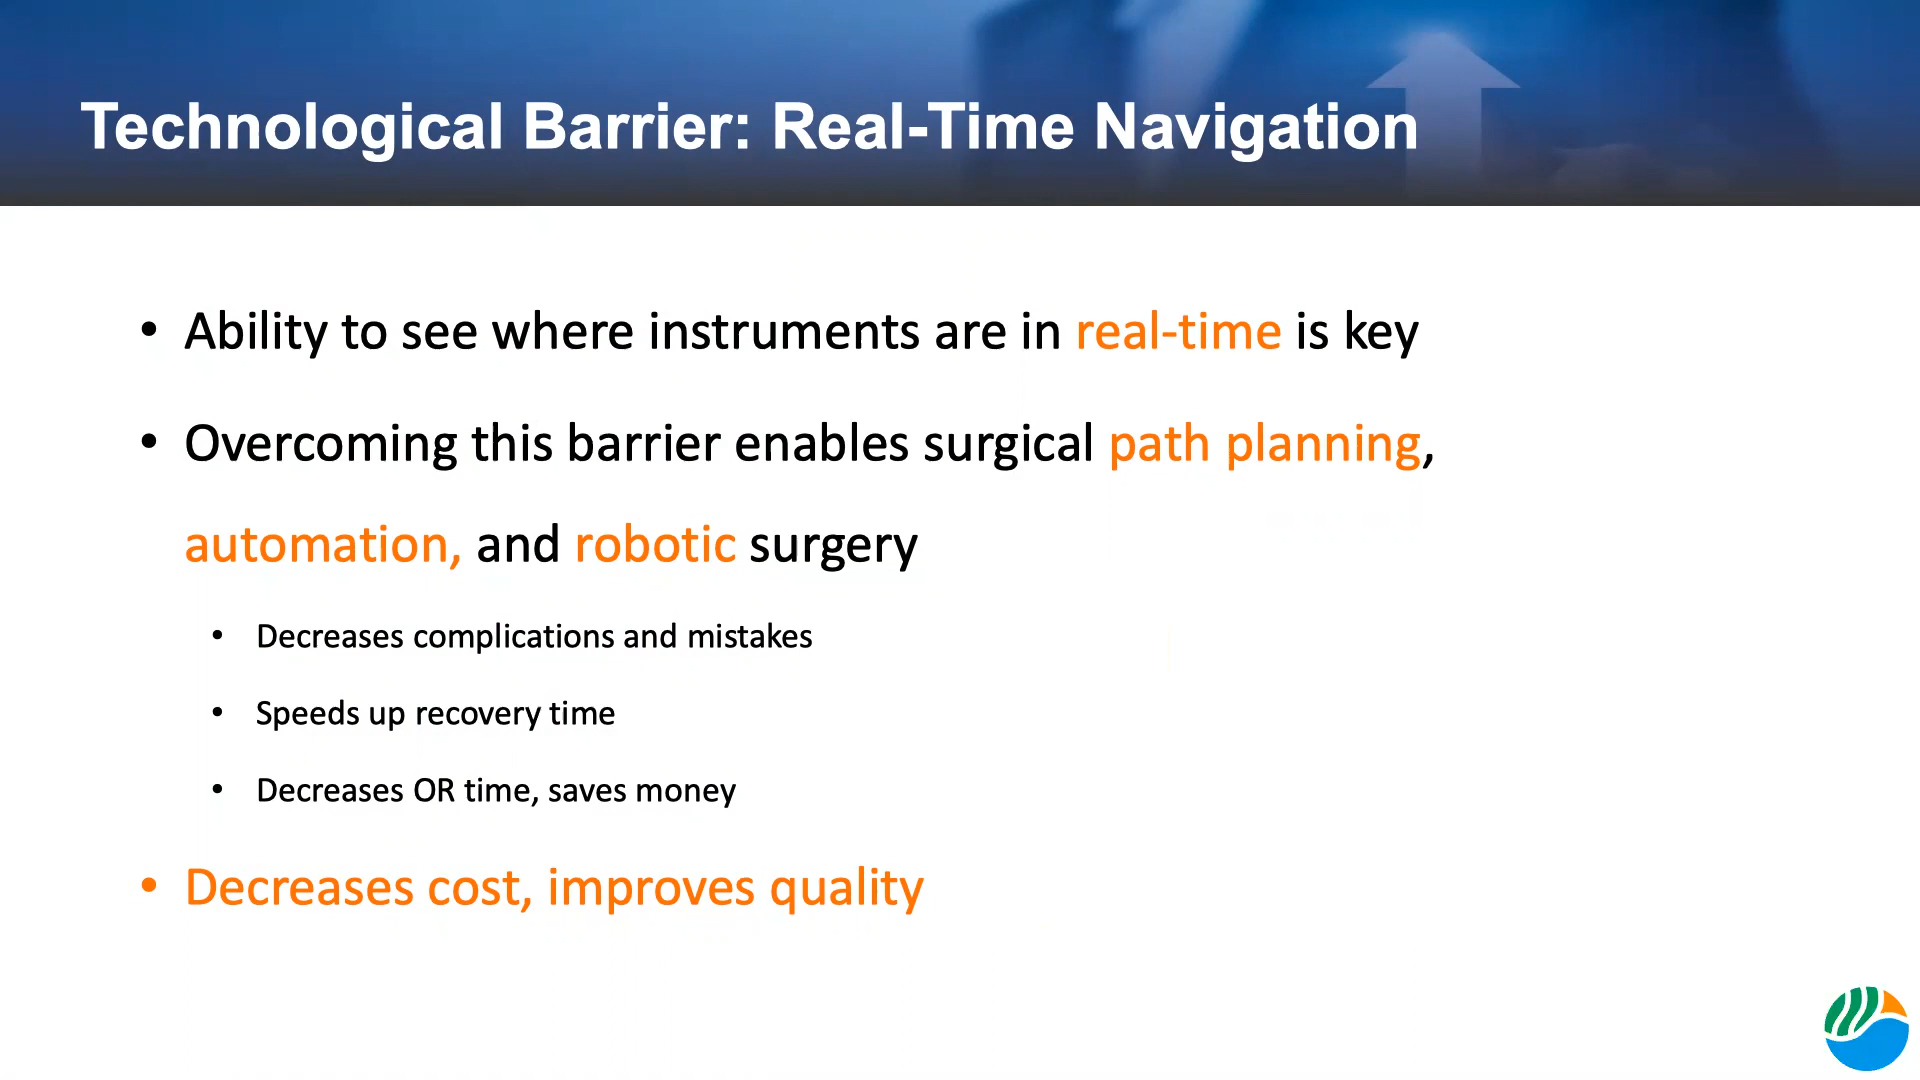 Technological Barrier: Real-Time Navigation
• Ability to see where instruments are in real-time is key
• Overcoming this barrier enables surgical path planning,
automation, and robotic surgery
• Decreases complications and mistakes
• Speeds up recovery time
• Decreases OR time, saves money
• Decreases cost, improves quality